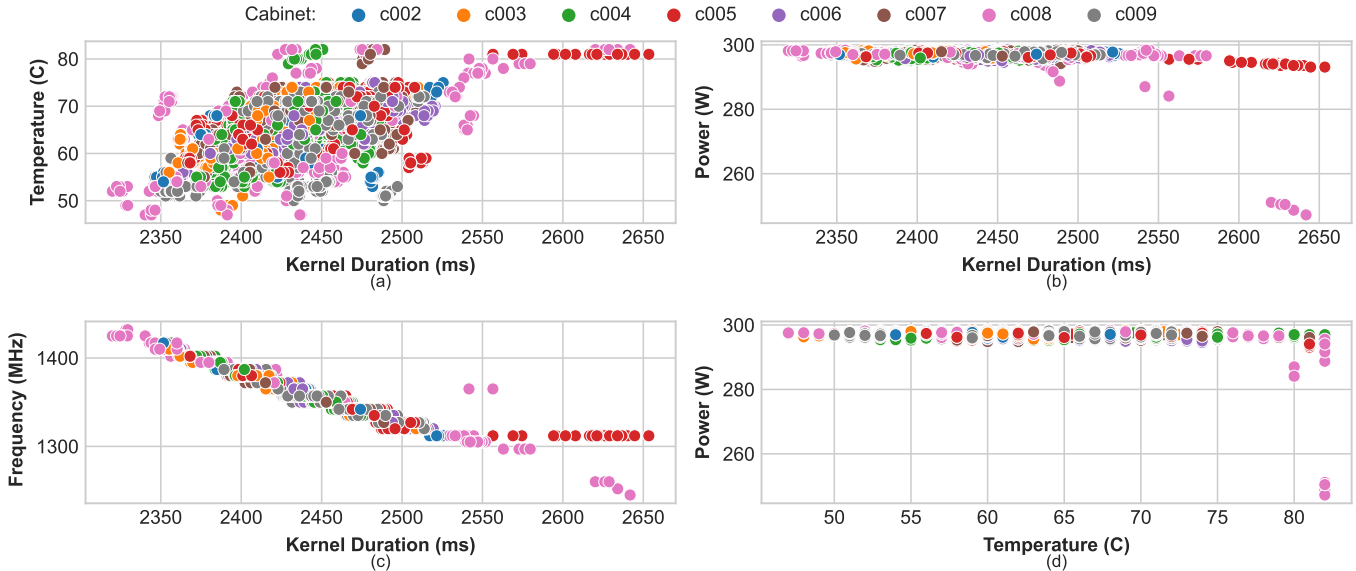 Cabinet: c002 c003 c004 c005 c006 c007 c008 c009
80
70
60
50
Temperature (C)
2350 2400 2450 2500 2550 2600 2650
Kernel Duration (ms)
(a)
300
280
260
Power (W)
2350 2400 2450 2500 2550 2600 2650
Kernel Duration (ms)
(b)
1400
1300
Frequency (MHz)
2350 2400 2450 2500 2550 2600 2650
Kernel Duration (ms)
(c)
300
280
260
Power (W)
50 55 60 65 70 75 80
Temperature (C)
(d)